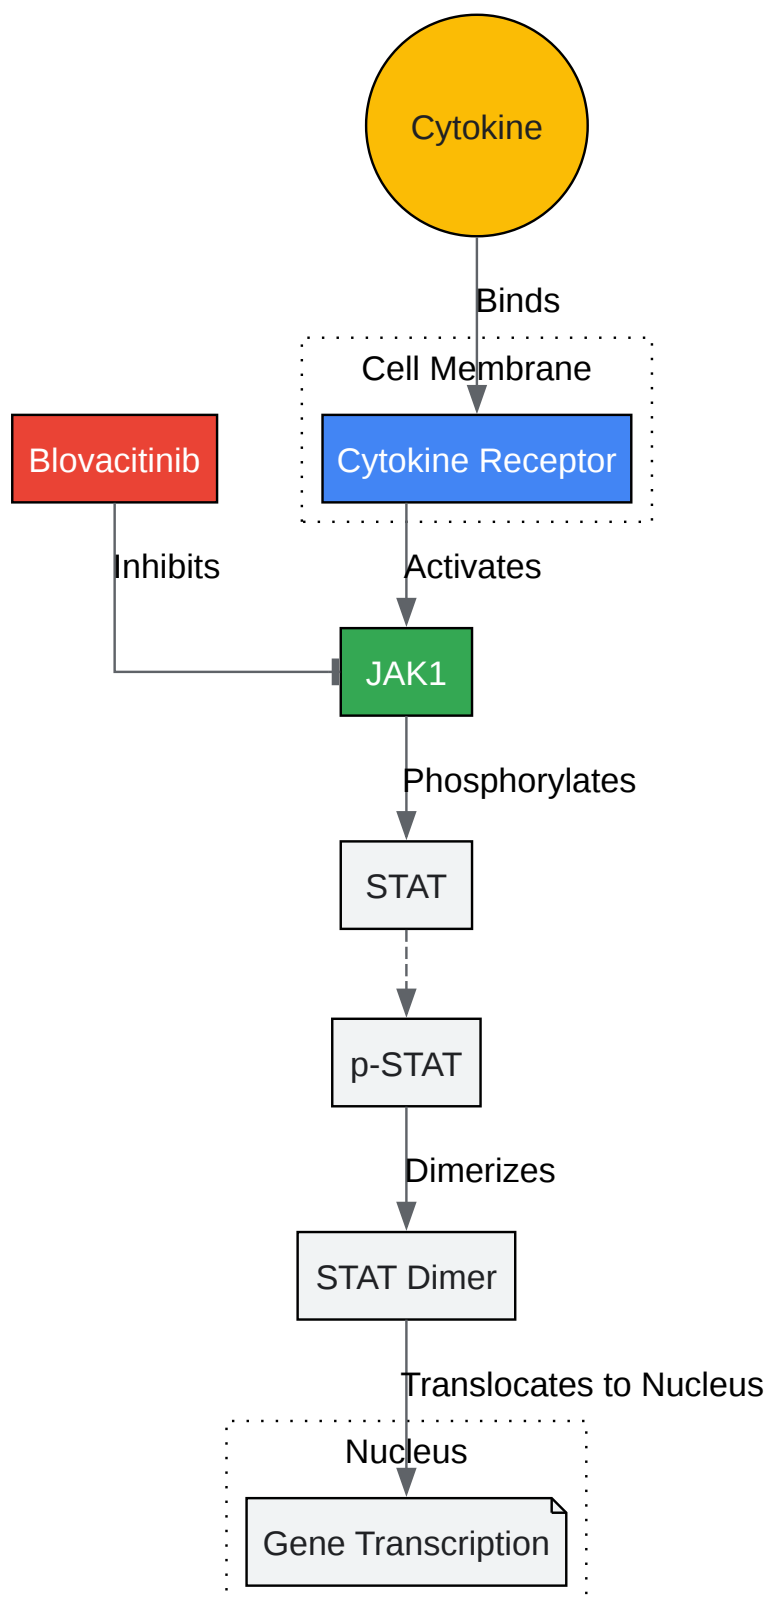 Cytokine
Binds
Cell Membrane
Blovacitinib
Cytokine Receptor
Inhibits
Activates
JAK1
Phosphorylates
STAT
p-STAT
Dimerizes
STAT Dimer
Translocates to Nucleus
Nucleus
Gene Transcription